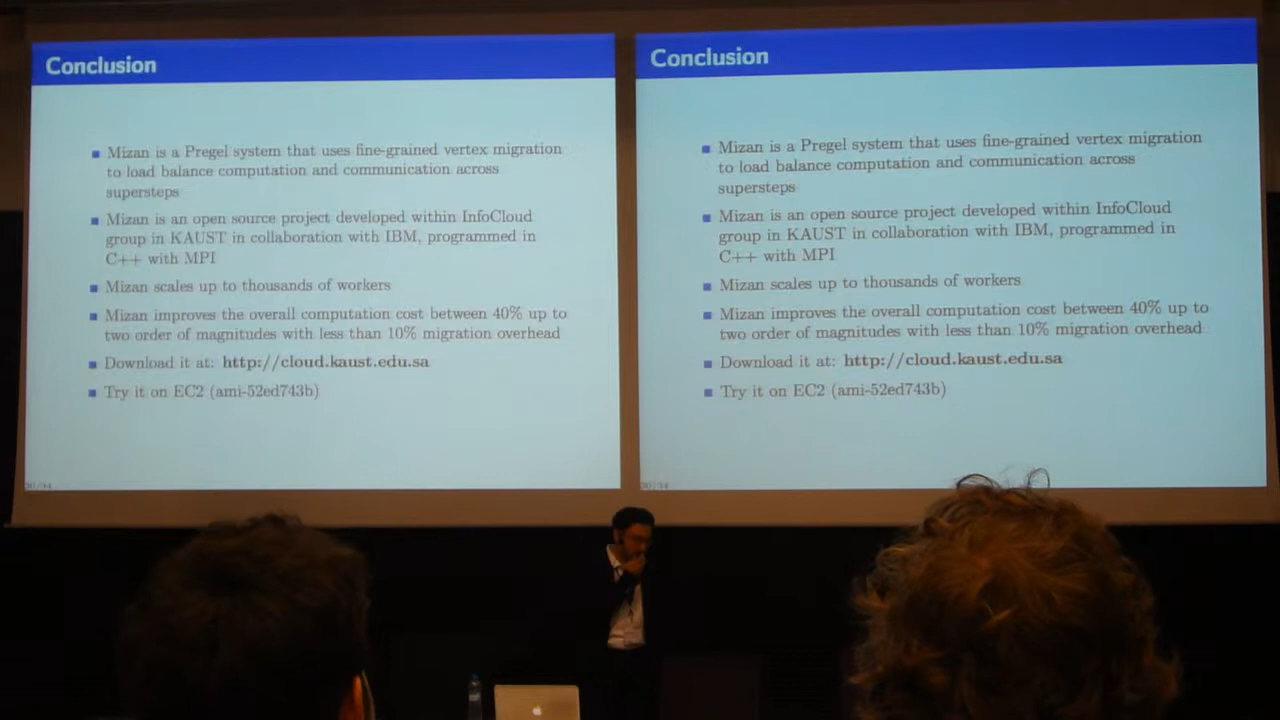 Conclusion
Mizan is a Pregel system that uses fine-grained vertex migration
to load balance computation and communication across
supersteps
Mizan is an open source project developed within InfoCloud
group in KAUST in collaboration with IBM, programmed in
C++ with MPI
Mizan scales up to thousands of workers
Mizan improves the overall computation cost between 40% up to
two order of magnitudes with less than 10% migration overhead
Download it at: http://cloud.kaust.edu.sa
Try it on EC2 (ami-52ed743b)
Conclusion
Mizan is a Pregel system that uses fine-grained vertex migration
to load balance computation and communication across
supersteps
Mizan is an open source project developed within InfoCloud
group in KAUST in collaboration with IBM, programmed in
C++ with MPI
Mizan scales up to thousands of workers
Mizan improves the overall computation cost between 40% up to
two order of magnitudes with less than 10% migration overhead
Download it at: http://cloud.kaust.edu.sa
Try it on EC2 (ami-52ed743b)